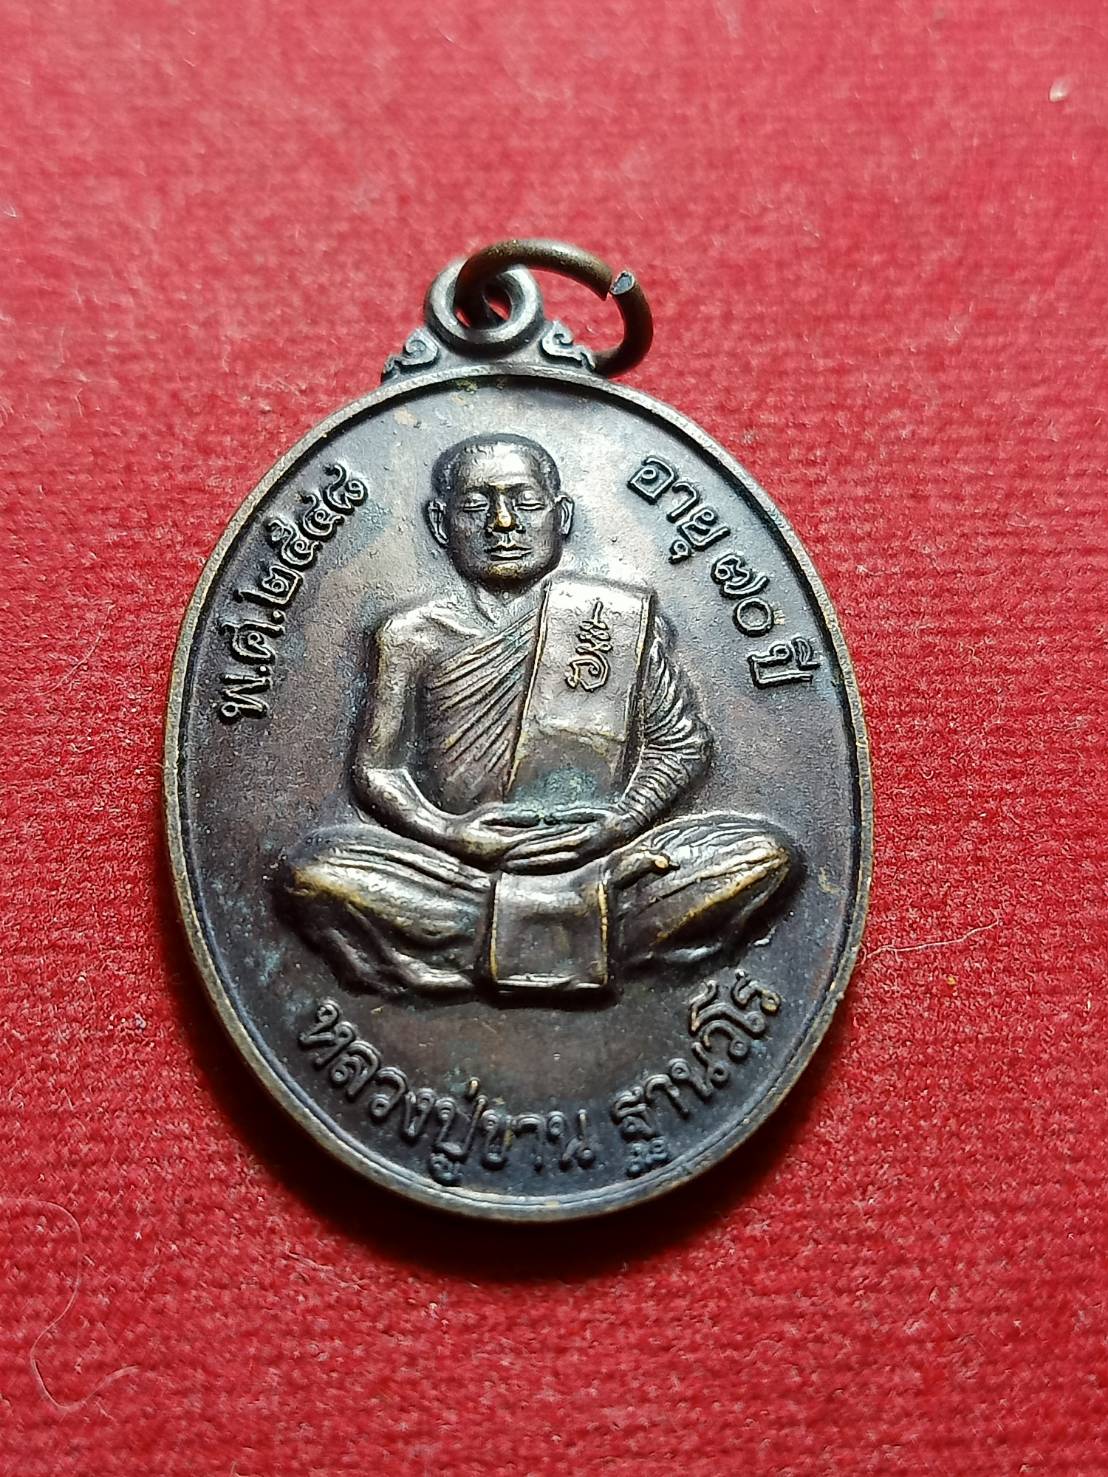 พ.ศ.๒๕๕๘
อายุ ๗๐ ปี
หลวงปู่ขาน ฐานวโร